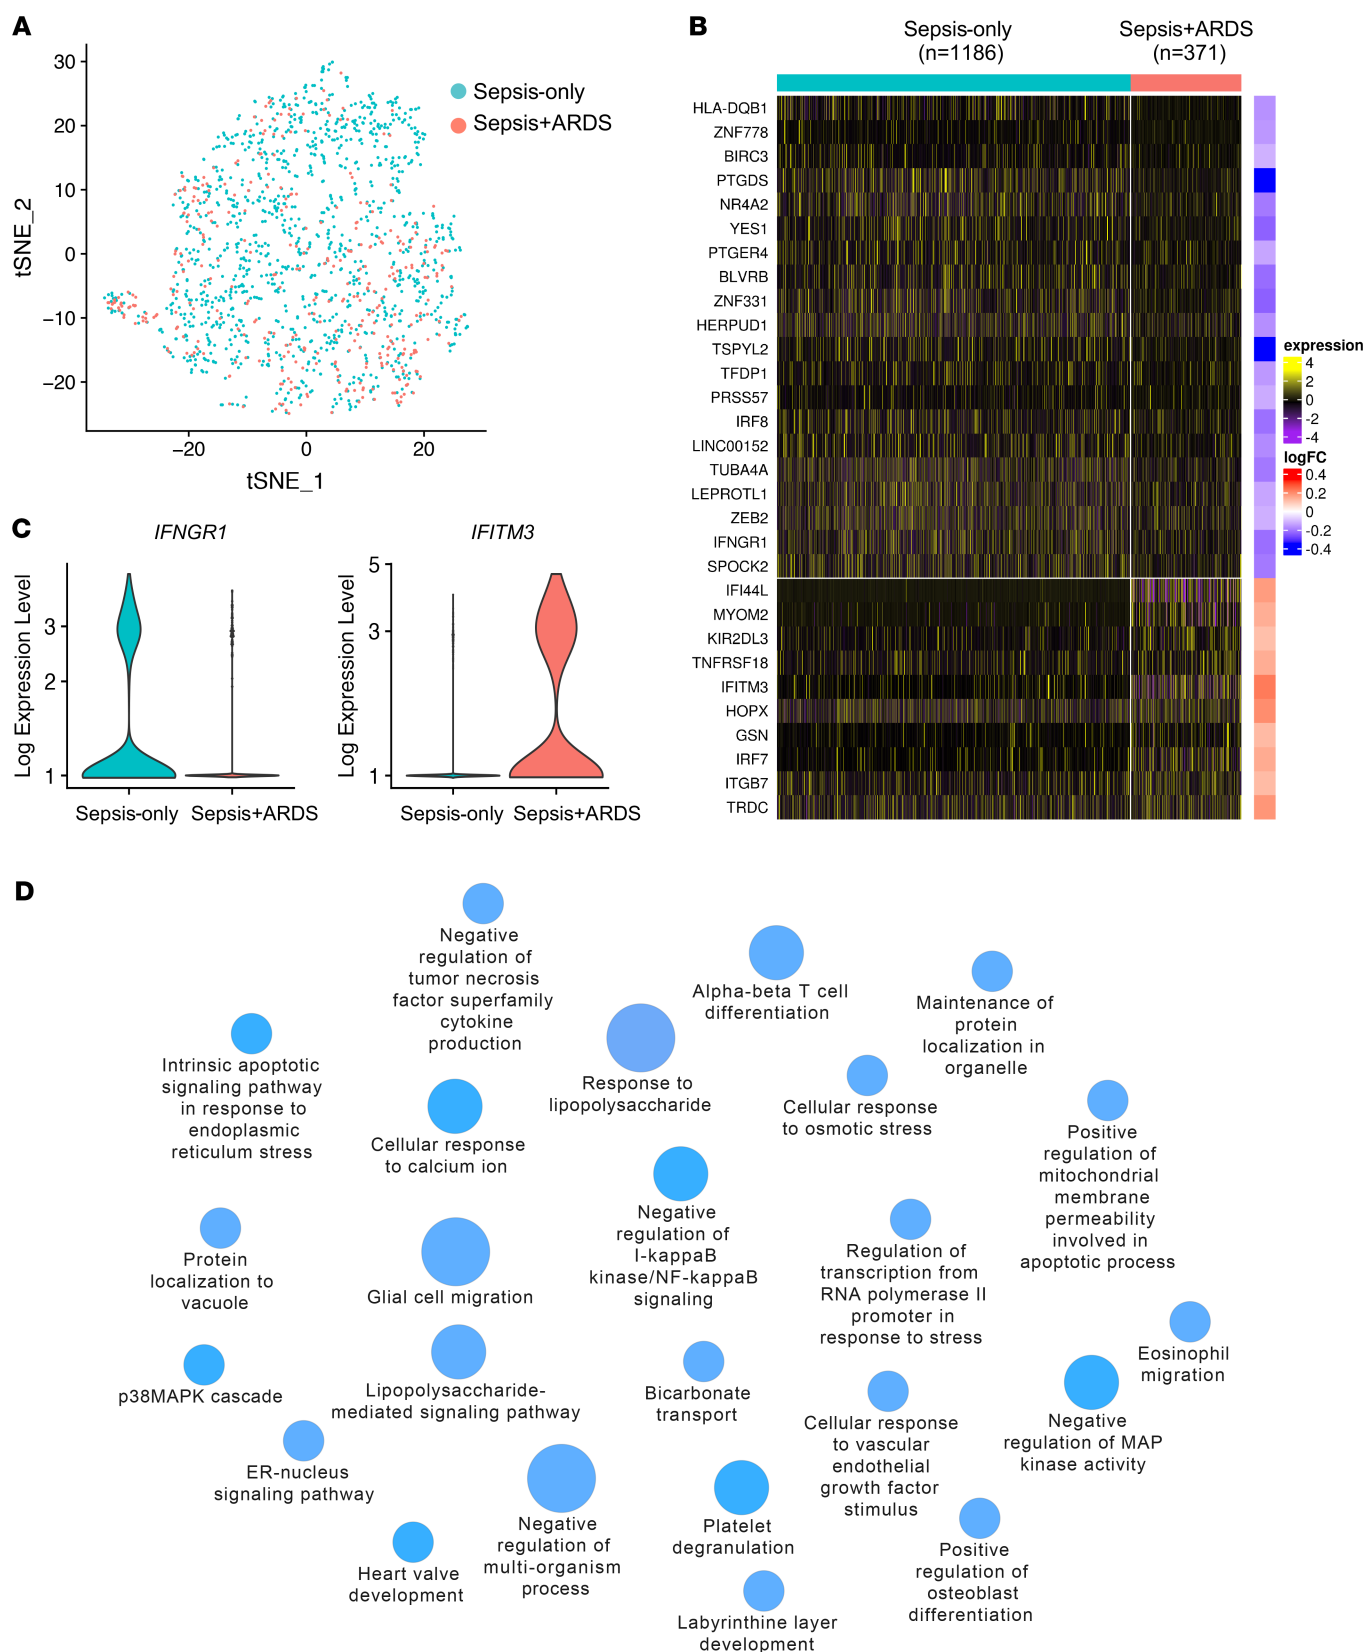 A
30
20
10
0
−10
−20
tSNE_2
−20
0
20
tSNE_1
Sepsis-only
Sepsis+ARDS
B
Sepsis-only
(n=1186)
Sepsis+ARDS
(n=371)
HLA-DQB1
ZNF778
BIRC3
PTGDS
NR4A2
YES1
PTGER4
BLVRB
ZNF331
HERPUD1
TSPYL2
TFDP1
PRSS57
IRF8
LINC00152
TUBA4A
LEPROTL1
ZEB2
IFNGR1
SPOCK2
IFI44L
MYOM2
KIR2DL3
TNFRSF18
IFITM3
HOPX
GSN
IRF7
ITGB7
TRDC
expression
4
2
0
-2
-4
logFC
0.4
0.2
0
-0.2
-0.4
C
IFNGR1
Log Expression Level
3
2
1
Sepsis-only
Sepsis+ARDS
IFITM3
Log Expression Level
5
3
1
Sepsis-only
Sepsis+ARDS
D
Negative
regulation of
tumor necrosis
factor superfamily
cytokine
production
Alpha-beta T cell
differentiation
Maintenance of
protein
localization in
organelle
Intrinsic apoptotic
signaling pathway
in response to
endoplasmic
reticulum stress
Response to
lipopolysaccharide
Cellular response
to calcium ion
Cellular response
to osmotic stress
Positive
regulation of
mitochondrial
membrane
permeability
involved in
apoptotic process
Negative
regulation of
I-kappaB
kinase/NF-kappaB
signaling
Protein
localization to
vacuole
Glial cell migration
Regulation of
transcription from
RNA polymerase II
promoter in
response to stress
Eosinophil
migration
p38MAPK cascade
Lipopolysaccharide-
mediated signaling pathway
Bicarbonate
transport
Cellular response
to vascular
endothelial
growth factor
stimulus
Negative
regulation of MAP
kinase activity
ER-nucleus
signaling pathway
Negative
regulation of
multi-organism
process
Platelet
degranulation
Positive
regulation of
osteoblast
differentiation
Heart valve
development
Labyrinthine layer
development